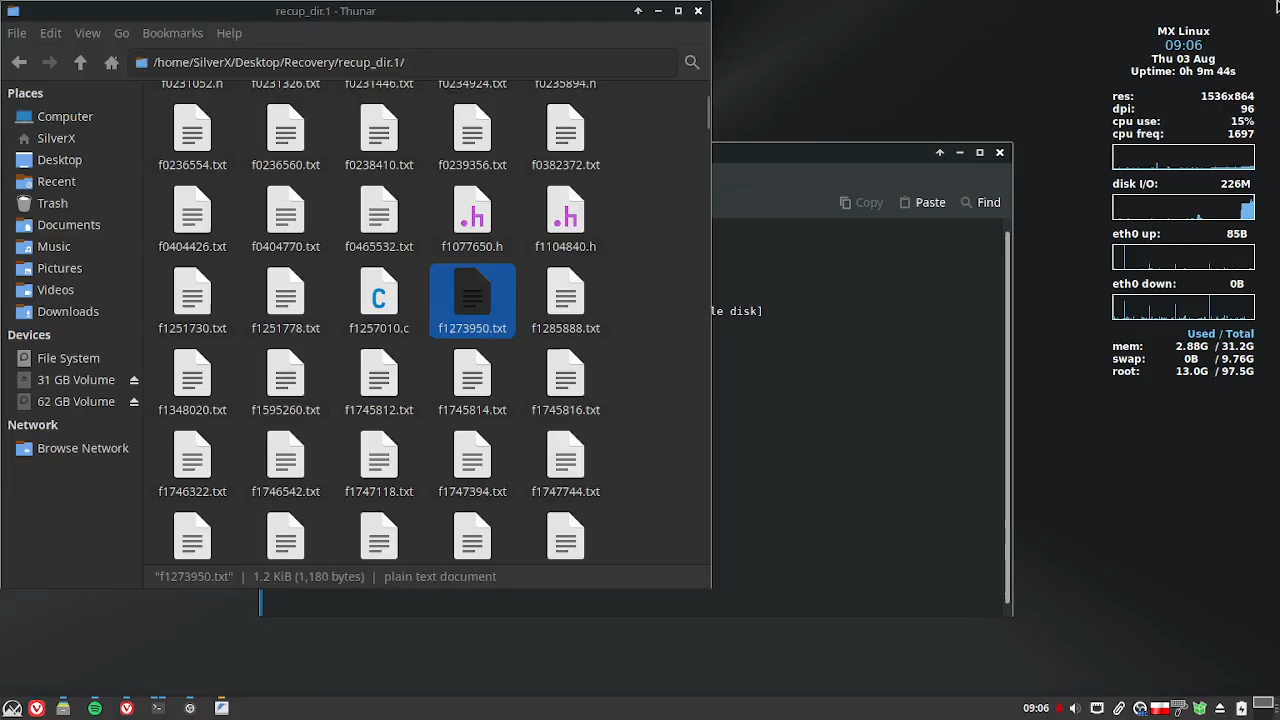 recup_dir.1 - Thunar
File Edit View Go Bookmarks Help
/home/SilverX/Desktop/Recovery/recup_dir.1/
Places
Computer
SilverX
Desktop
Recent
Trash
Documents
Music
Pictures
Videos
Downloads
Devices
File System
31 GB Volume
62 GB Volume
Network
Browse Network
f0231052.h f0231326.txt f0231446.txt f0234924.txt f0235894.h
f0236554.txt f0236560.txt f0238410.txt f0239356.txt f0382372.txt
f0404426.txt f0404770.txt f0465532.txt f1077650.h f1104840.h
f1251730.txt f1251778.txt f1257010.c f1273950.txt f1285888.txt
f1348020.txt f1595260.txt f1745812.txt f1745814.txt f1745816.txt
f1746322.txt f1746542.txt f1747118.txt f1747394.txt f1747744.txt
"f1273950.txt" | 1.2 KiB (1,180 bytes) | plain text document
Copy Paste Find
le disk]
MX Linux
09:06
Thu 03 Aug
Uptime: 0h 9m 44s
res: 1536x864
dpi: 96
cpu use: 15%
cpu freq: 1697
disk I/O: 226M
eth0 up: 85B
eth0 down: 0B
Used / Total
mem: 2.88G / 31.2G
swap: 0B / 9.76G
root: 13.0G / 97.5G
09:06